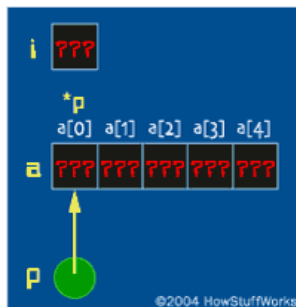 i ???
*p
a[0] a[1] a[2] a[3] a[4]
a ??? ??? ??? ??? ???
p
©2004 HowStuffWorks